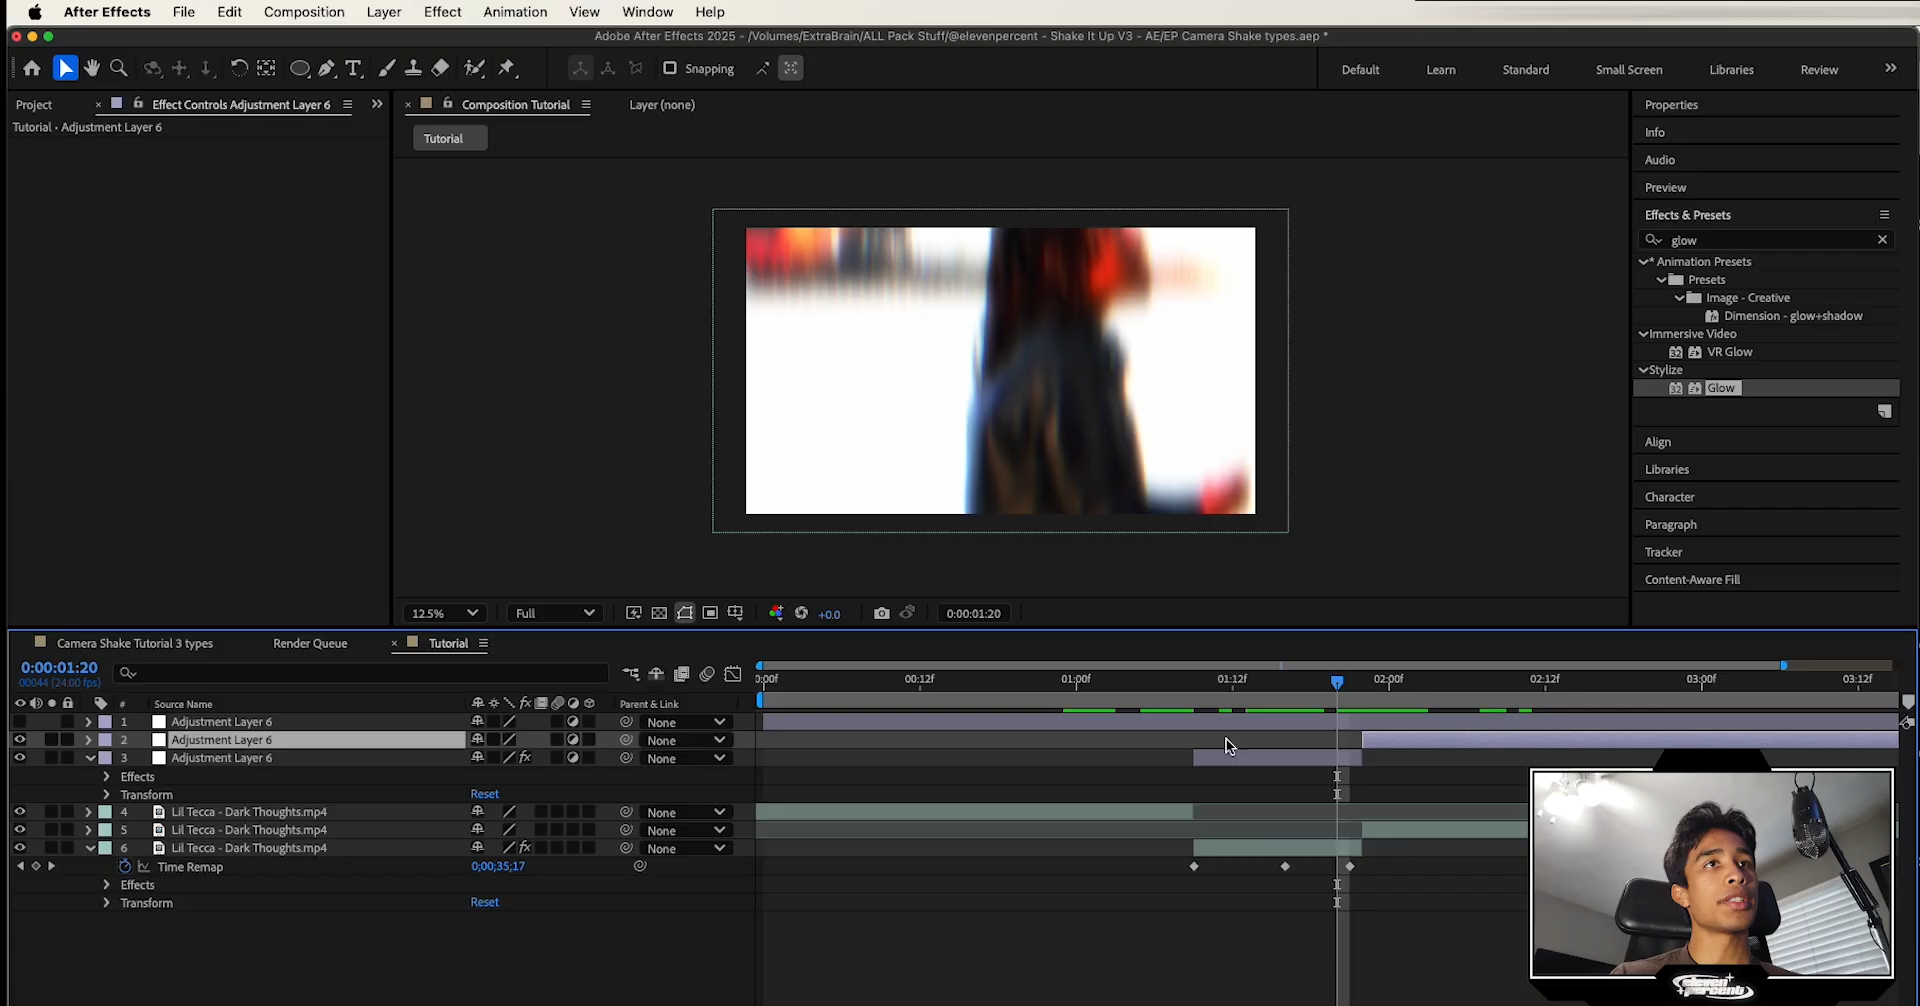 After Effects File Edit Composition Layer Effect Animation View Window Help
Adobe After Effects 2025 - /Volumes/ExtraBrain/ALL Pack Stuff/@elevenpercent - Shake It Up V3 - AE/EP Camera Shake types.aep *
Snapping Default Learn Standard Small Screen Libraries Review
Project Effect Controls Adjustment Layer 6
Composition Tutorial Layer (none)
Tutorial • Adjustment Layer 6
Tutorial
Properties
Info
Audio
Preview
Effects & Presets
glow
* Animation Presets
Presets
Image - Creative
Dimension - glow+shadow
Immersive Video
32 VR Glow
Stylize
32 Glow
Align
Libraries
Character
Paragraph
Tracker
Content-Aware Fill
12.5% Full +0.0 0:00:01:20
Camera Shake Tutorial 3 types Render Queue Tutorial
0:00:01:20
00044 (24.00 fps)
0:00f 00:12f 01:00f 01:12f 02:00f 02:12f 03:00f 03:12f
# Source Name fx Parent & Link
1 Adjustment Layer 6 None
2 Adjustment Layer 6 None
3 Adjustment Layer 6 fx None
Effects
Transform Reset
4 Lil Tecca - Dark Thoughts.mp4 None
5 Lil Tecca - Dark Thoughts.mp4 None
6 Lil Tecca - Dark Thoughts.mp4 fx None
Time Remap 0;00;35;17
Effects
Transform Reset
eleven
percent